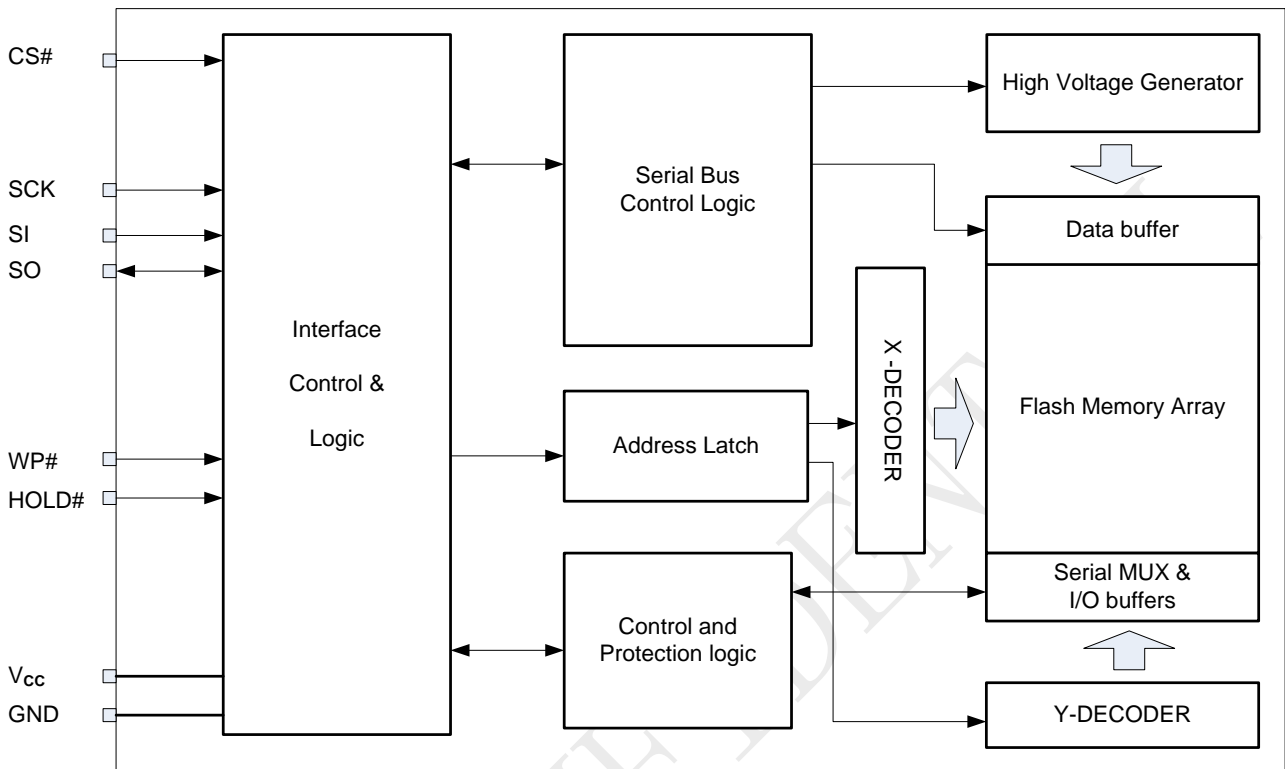 CS#
SCK
SI
SO
WP#
HOLD#
Vcc
GND
Interface
Control &
Logic
Serial Bus
Control Logic
Address Latch
Control and
Protection logic
X -DECODER
High Voltage Generator
Data buffer
Flash Memory Array
Serial MUX &
I/O buffers
Y-DECODER